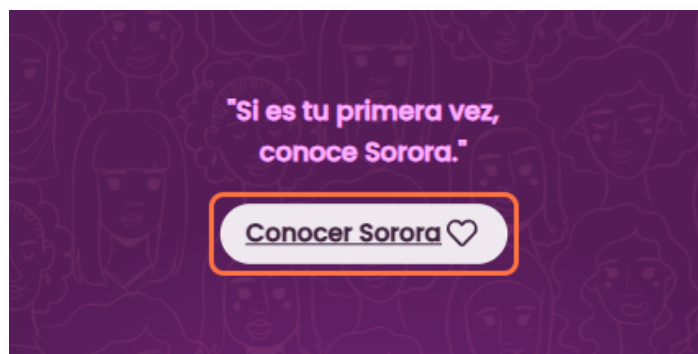 "Si es tu primera vez,
conoce Sorora."
Conocer Sorora